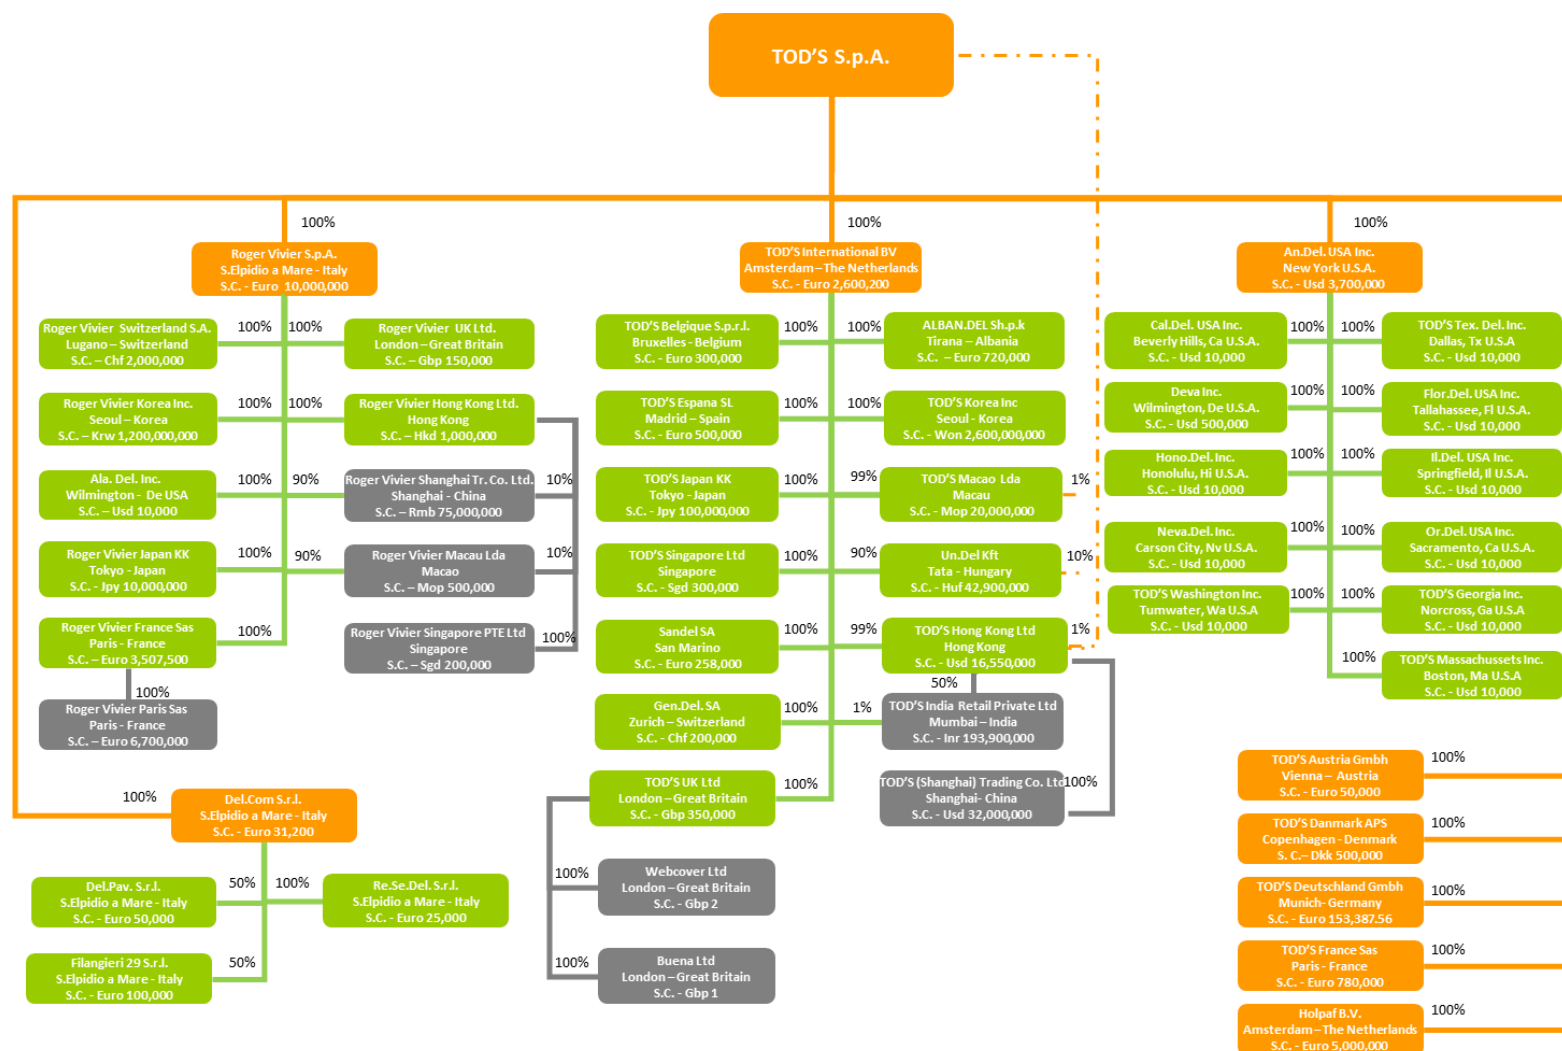 TOD'S S.p.A.
100%
100%
100%
Roger Vivier S.p.A.
S.Elpidio a Mare - Italy
S.C. - Euro 10,000,000
TOD'S International BV
Amsterdam – The Netherlands
S.C. - Euro 2,600,200
An.Del. USA Inc.
New York U.S.A.
S.C. - Usd 3,700,000
Roger Vivier Switzerland S.A.
Lugano – Switzerland
S.C. – Chf 2,000,000
100%
100%
Roger Vivier UK Ltd.
London – Great Britain
S.C. – Gbp 150,000
Roger Vivier Korea Inc.
Seoul – Korea
S.C. – Krw 1,200,000,000
100%
100%
Roger Vivier Hong Kong Ltd.
Hong Kong
S.C. – Hkd 1,000,000
Ala. Del. Inc.
Wilmington - De USA
S.C. – Usd 10,000
100%
90%
Roger Vivier Shanghai Tr. Co. Ltd.
Shanghai - China
S.C. – Rmb 75,000,000
10%
Roger Vivier Japan KK
Tokyo - Japan
S.C. - Jpy 10,000,000
100%
90%
Roger Vivier Macau Lda
Macao
S.C. – Mop 500,000
10%
Roger Vivier France Sas
Paris - France
S.C. – Euro 3,507,500
100%
Roger Vivier Singapore PTE Ltd
Singapore
S.C. – Sgd 200,000
100%
100%
Roger Vivier Paris Sas
Paris - France
S.C. – Euro 6,700,000
100%
Del.Com S.r.l.
S.Elpidio a Mare - Italy
S.C. - Euro 31,200
Del.Pav. S.r.l.
S.Elpidio a Mare - Italy
S.C. - Euro 50,000
50%
100%
Re.Se.Del. S.r.l.
S.Elpidio a Mare - Italy
S.C. - Euro 25,000
Filangieri 29 S.r.l.
S.Elpidio a Mare - Italy
S.C. - Euro 100,000
50%
TOD'S Belgique S.p.r.l.
Bruxelles - Belgium
S.C. - Euro 300,000
100%
100%
ALBAN.DEL Sh.p.k
Tirana – Albania
S.C. – Euro 720,000
TOD'S Espana SL
Madrid – Spain
S.C. - Euro 500,000
100%
100%
TOD'S Korea Inc
Seoul - Korea
S.C. - Won 2,600,000,000
TOD'S Japan KK
Tokyo - Japan
S.C. - Jpy 100,000,000
100%
99%
TOD'S Macao Lda
Macau
S.C. - Mop 20,000,000
1%
TOD'S Singapore Ltd
Singapore
S.C. - Sgd 300,000
100%
90%
Un.Del Kft
Tata - Hungary
S.C. - Huf 42,900,000
10%
Sandel SA
San Marino
S.C. - Euro 258,000
100%
99%
TOD'S Hong Kong Ltd
Hong Kong
S.C. - Usd 16,550,000
1%
50%
Gen.Del. SA
Zurich – Switzerland
S.C. - Chf 200,000
100%
1%
TOD'S India Retail Private Ltd
Mumbai – India
S.C. - Inr 193,900,000
TOD'S UK Ltd
London – Great Britain
S.C. - Gbp 350,000
100%
TOD'S (Shanghai) Trading Co. Ltd
Shanghai- China
S.C. - Usd 32,000,000
100%
100%
Webcover Ltd
London – Great Britain
S.C. - Gbp 2
100%
Buena Ltd
London – Great Britain
S.C. - Gbp 1
Cal.Del. USA Inc.
Beverly Hills, Ca U.S.A.
S.C. - Usd 10,000
100%
100%
TOD'S Tex. Del. Inc.
Dallas, Tx U.S.A
S.C. - Usd 10,000
Deva Inc.
Wilmington, De U.S.A.
S.C. - Usd 500,000
100%
100%
Flor.Del. USA Inc.
Tallahassee, Fl U.S.A.
S.C. - Usd 10,000
Hono.Del. Inc.
Honolulu, Hi U.S.A.
S.C. - Usd 10,000
100%
100%
Il.Del. USA Inc.
Springfield, Il U.S.A.
S.C. - Usd 10,000
Neva.Del. Inc.
Carson City, Nv U.S.A.
S.C. - Usd 10,000
100%
100%
Or.Del. USA Inc.
Sacramento, Ca U.S.A.
S.C. - Usd 10,000
TOD'S Washington Inc.
Tumwater, Wa U.S.A
S.C. - Usd 10,000
100%
100%
TOD'S Georgia Inc.
Norcross, Ga U.S.A
S.C. - Usd 10,000
100%
TOD'S Massachussets Inc.
Boston, Ma U.S.A
S.C. - Usd 10,000
TOD'S Austria Gmbh
Vienna – Austria
S.C. - Euro 50,000
100%
TOD'S Danmark APS
Copenhagen - Denmark
S. C.– Dkk 500,000
100%
TOD'S Deutschland Gmbh
Munich- Germany
S.C. - Euro 153,387.56
100%
TOD'S France Sas
Paris - France
S.C. - Euro 780,000
100%
Holpaf B.V.
Amsterdam – The Netherlands
S.C. - Euro 5,000,000
100%